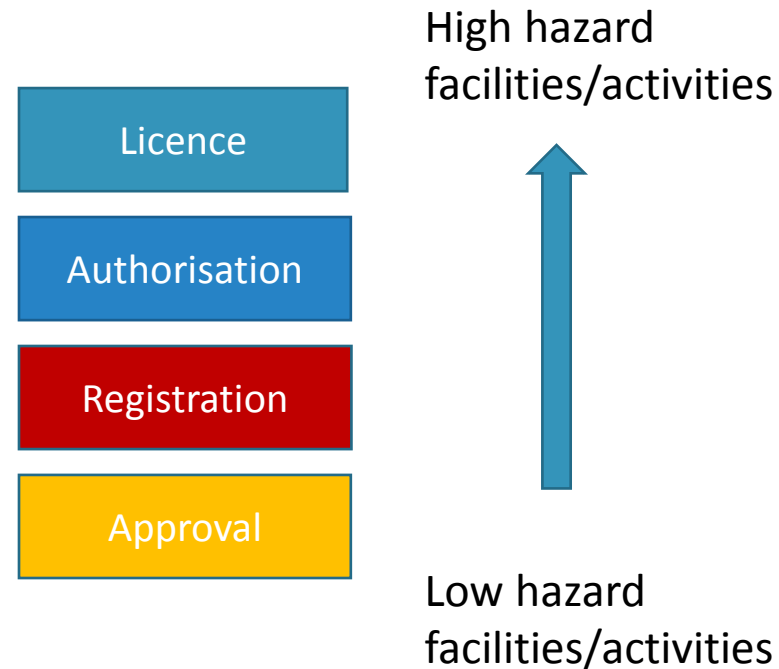 High hazard
facilities/activities
Licence
Authorisation
Registration
Approval
Low hazard
facilities/activities